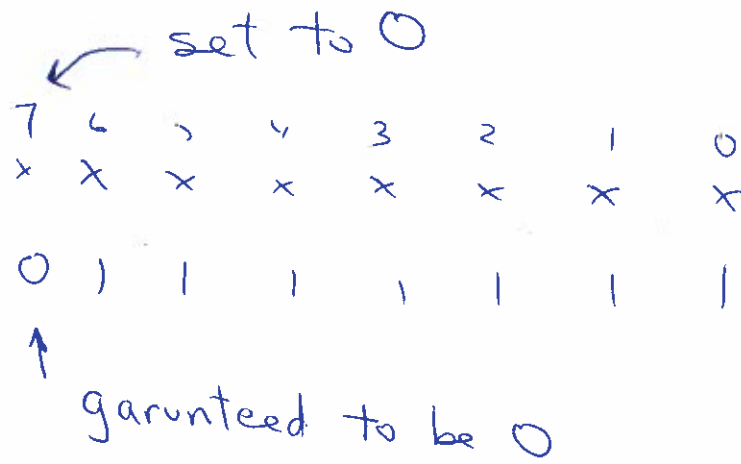 set to 0
7 6 5 4 3 2 1 0
x x x x x x x x
0 1 1 1 1 1 1 1
garunteed to be 0